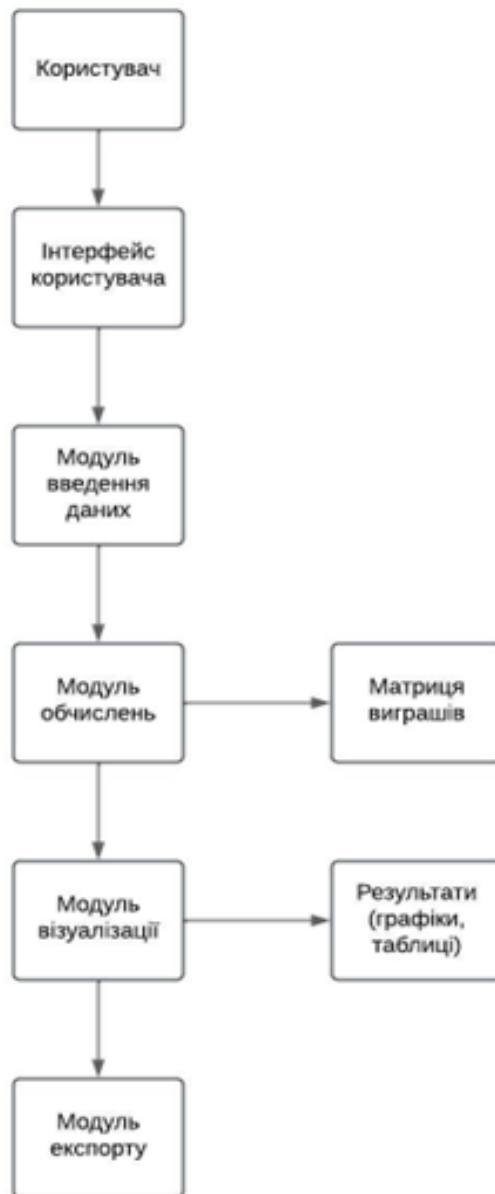 Користувач
Інтерфейс
користувача
Модуль
введення
даних
Модуль
обчислень
Матриця
виграшів
Модуль
візуалізації
Результати
(графіки,
таблиці)
Модуль
експорту